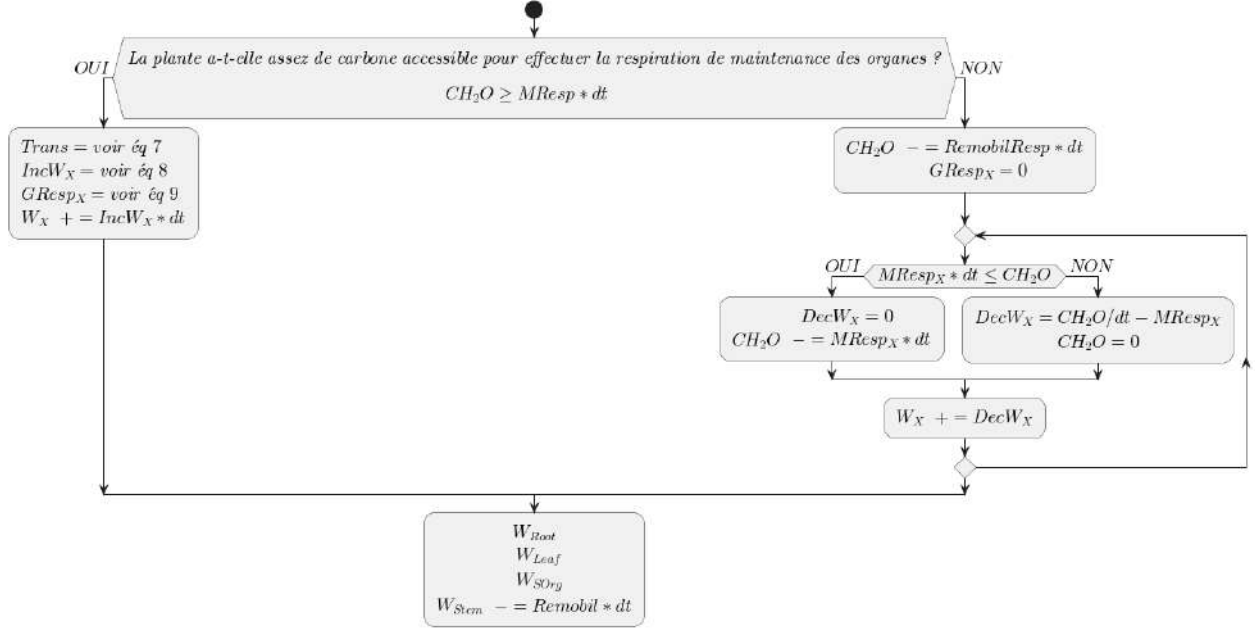 La plante a-t-elle assez de carbone accessible pour effectuer la respiration de maintenance des organes ?
CH₂O ≥ MResp * dt
OUI
NON
Trans = voir éq 7
IncW_X = voir éq 8
GResp_X = voir éq 9
W_X += IncW_X * dt
CH₂O -= RemobilResp * dt
GResp_X = 0
OUI
MResp_X * dt ≤ CH₂O
NON
DecW_X = 0
CH₂O -= MResp_X * dt
DecW_X = CH₂O/dt - MResp_X
CH₂O = 0
W_X += DecW_X
W_Root
W_Leaf
W_SOrg
W_Stem -= Remobil * dt